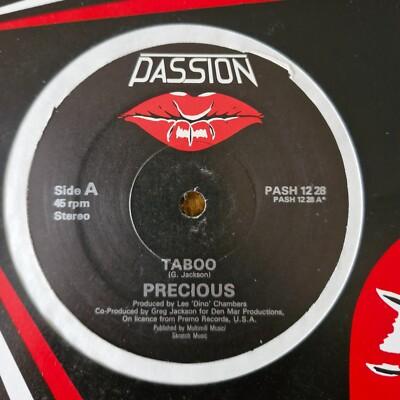 PASSION
Side A
45 rpm
Stereo
PASH 12 28
PASH 12 28 A*
TABOO
(G. Jackson)
PRECIOUS
Produced by Lee 'Dino' Chambers
Co-Produced by Greg Jackson for Den Mar Productions,
On licence from Premo Records, U.S.A.
Published by Multimill Music/
Skratch Music